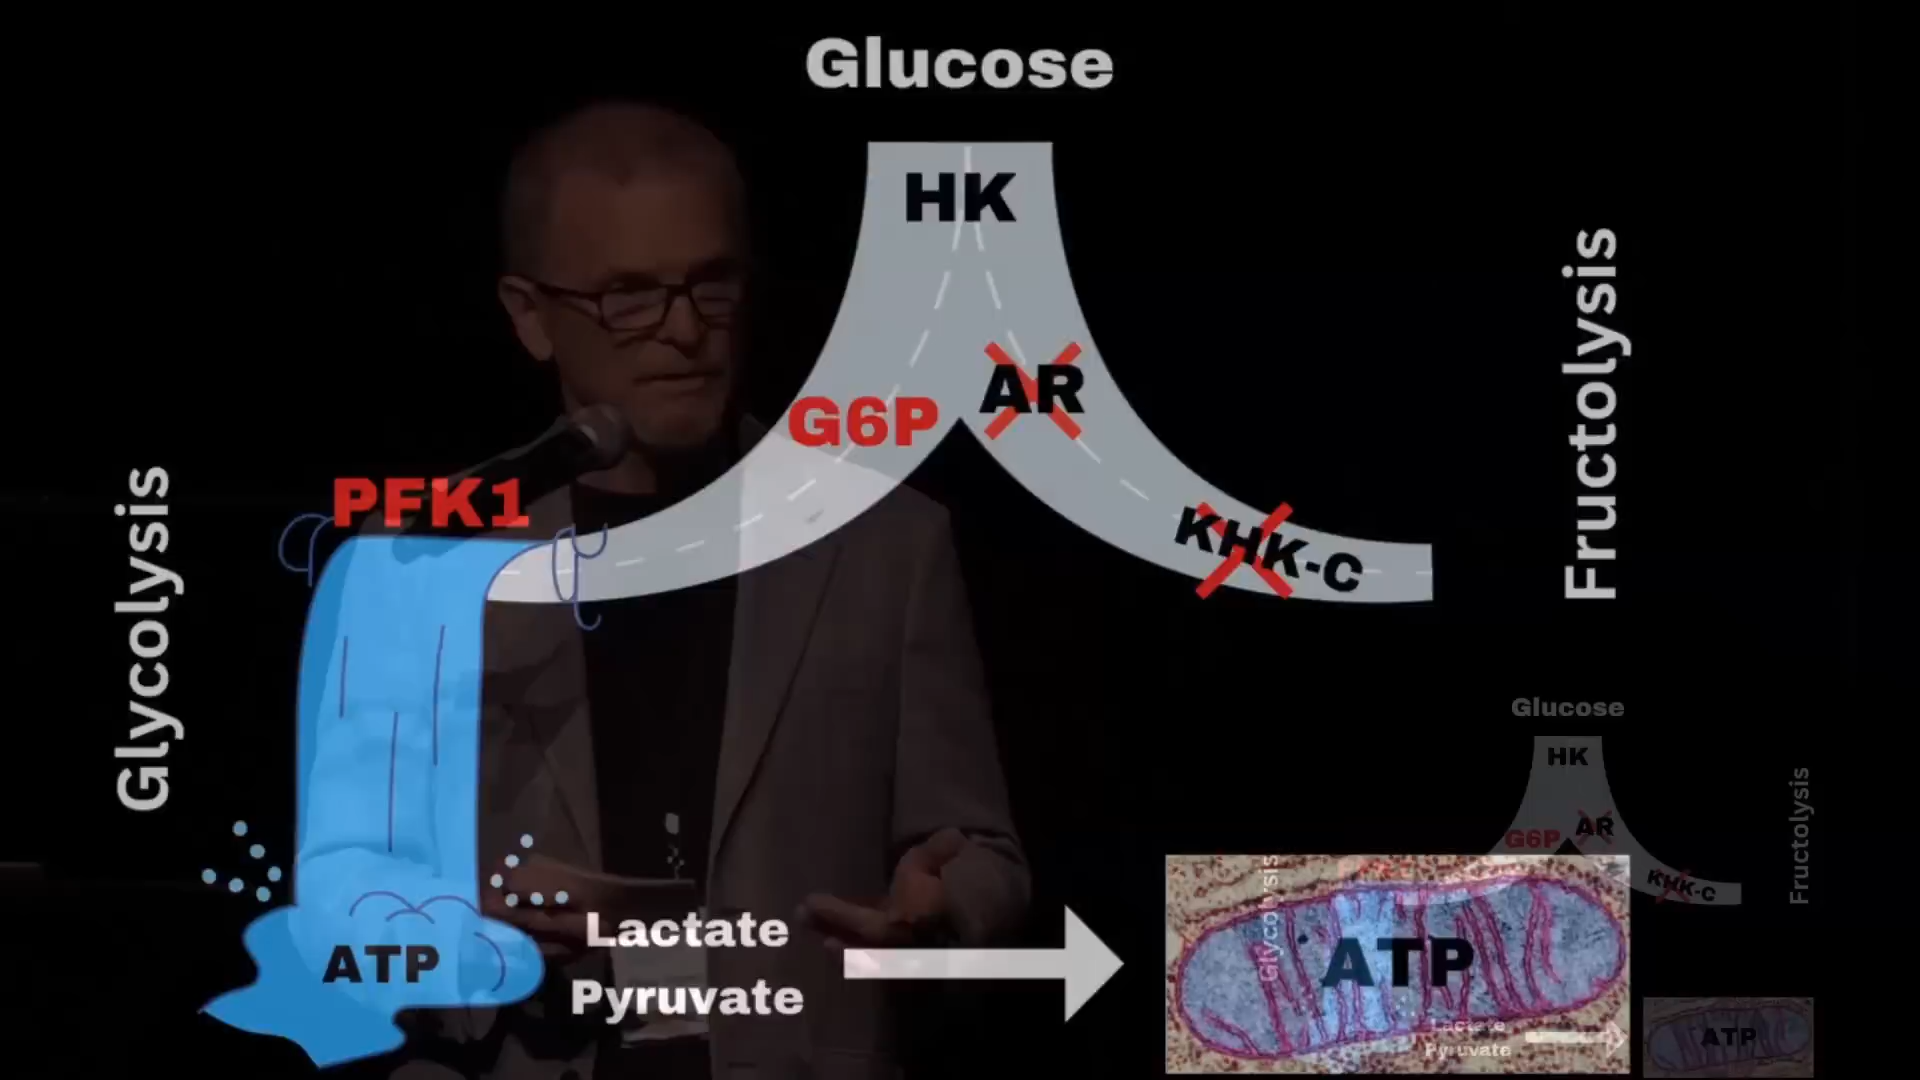 Glucose
HK
AR
G6P
PFK1
KHK-C
Glycolysis
Fructolysis
ATP
Lactate
Pyruvate
ATP
Glucose
HK
AR
G6P
KHK-C
Glycolysis
Fructolysis
Lactate
Pyruvate
ATP